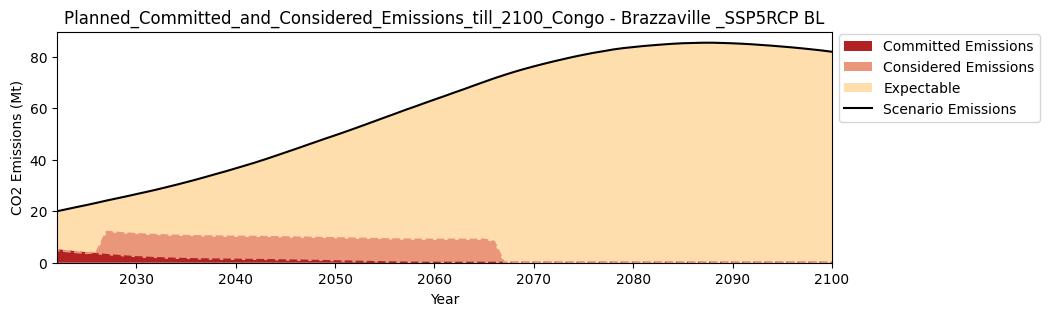 Planned_Committed_and_Considered_Emissions_till_2100_Congo - Brazzaville _SSP5RCP BL
CO2 Emissions (Mt)
80
60
40
20
0
2030 2040 2050 2060 2070 2080 2090 2100
Year
Committed Emissions
Considered Emissions
Expectable
Scenario Emissions